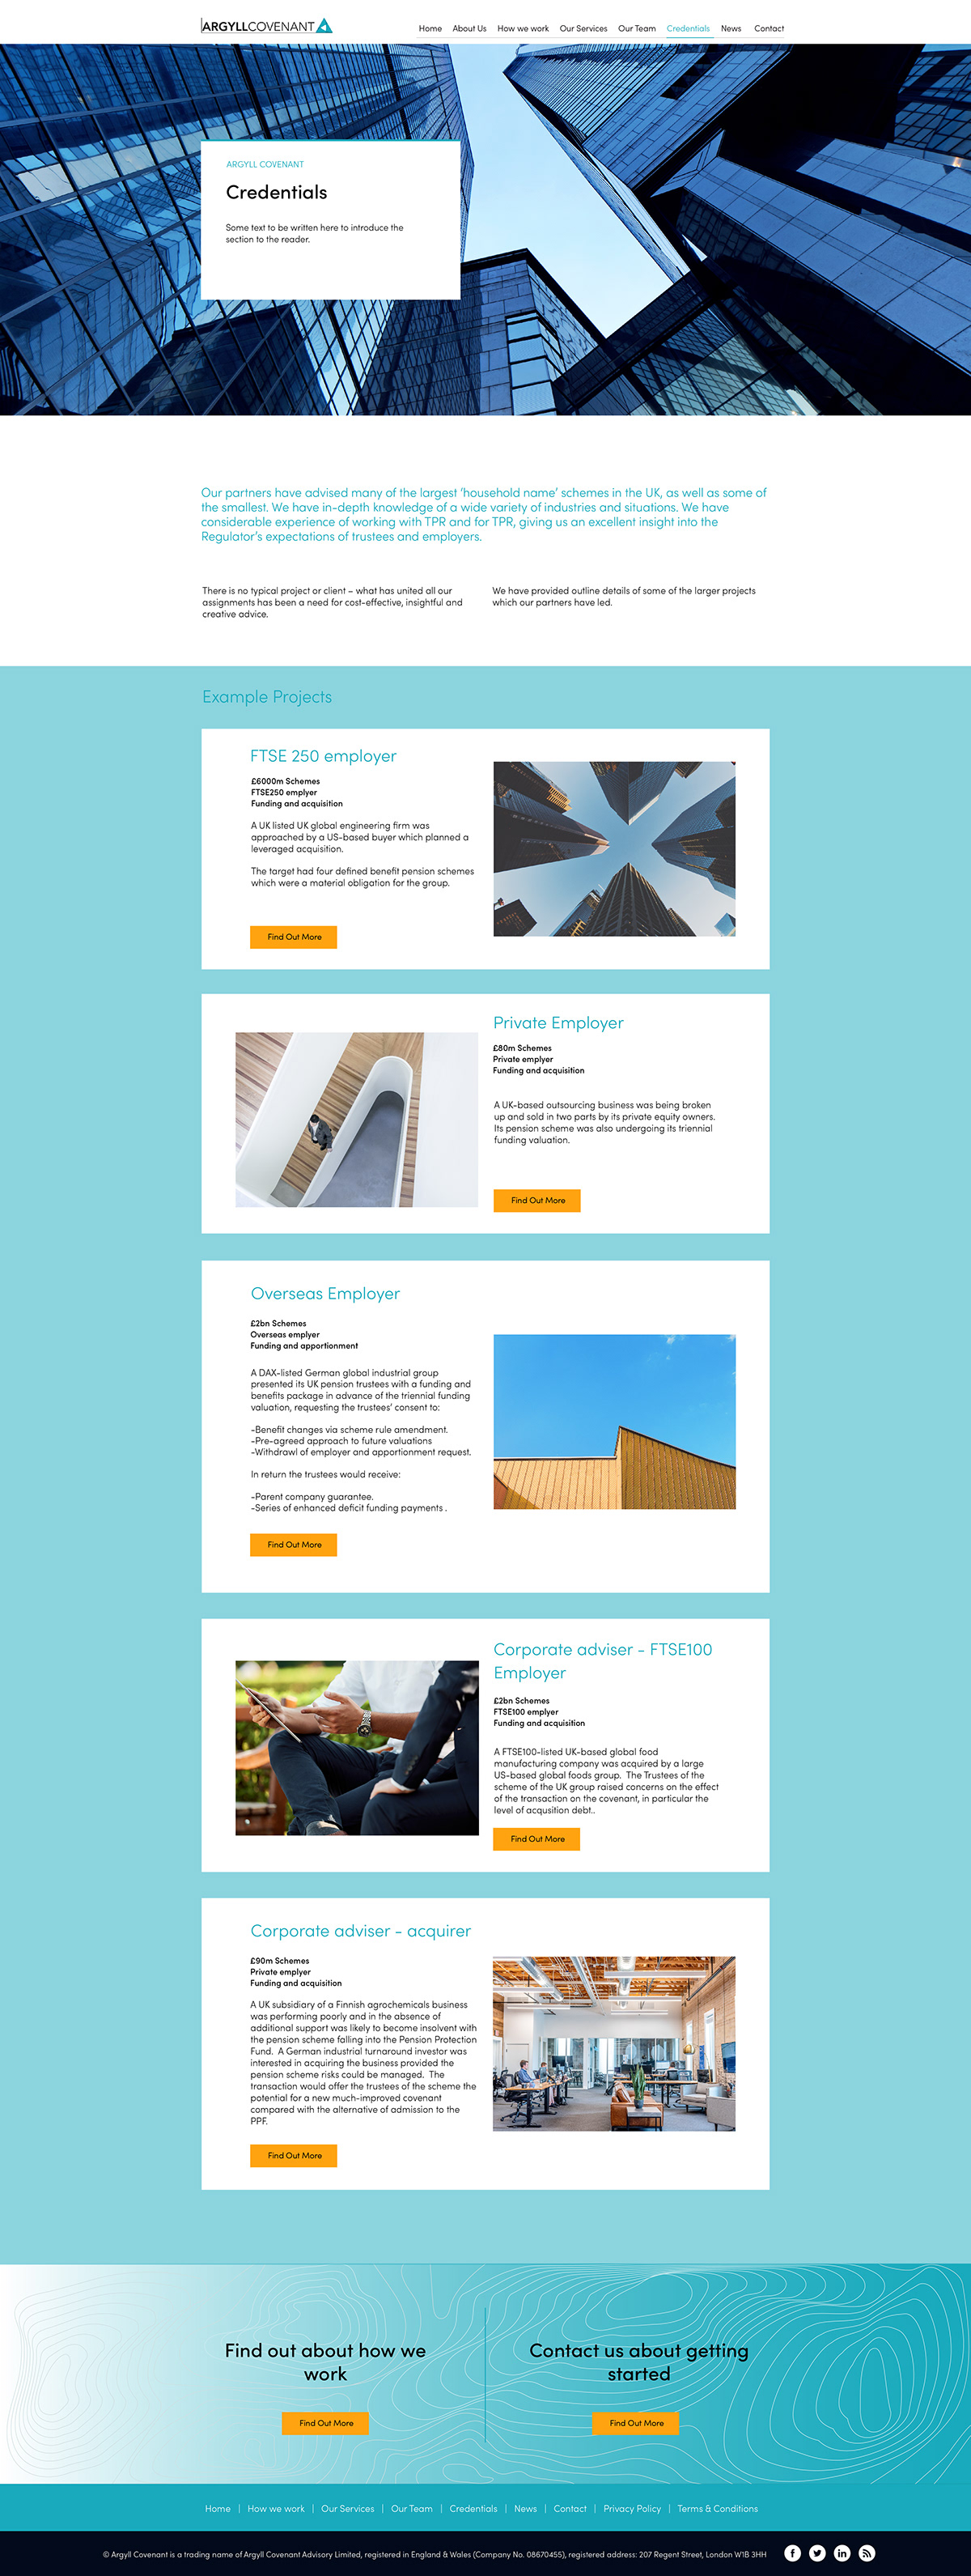 ARGYLLCOVENANT
Home About Us How we work Our Services Our Team Credentials News Contact
ARGYLL COVENANT
Credentials
Some text to be written here to introduce the
section to the reader.
Our partners have advised many of the largest ‘household name’ schemes in the UK, as well as some of
the smallest. We have in-depth knowledge of a wide variety of industries and situations. We have
considerable experience of working with TPR and for TPR, giving us an excellent insight into the
Regulator’s expectations of trustees and employers.
There is no typical project or client – what has united all our
assignments has been a need for cost-effective, insightful and
creative advice.
We have provided outline details of some of the larger projects
which our partners have led.
Example Projects
FTSE 250 employer
£6000m Schemes
FTSE250 emplyer
Funding and acquisition
A UK listed UK global engineering firm was
approached by a US-based buyer which planned a
leveraged acquisition.
The target had four defined benefit pension schemes
which were a material obligation for the group.
Find Out More
Private Employer
£80m Schemes
Private emplyer
Funding and acquisition
A UK-based outsourcing business was being broken
up and sold in two parts by its private equity owners.
Its pension scheme was also undergoing its triennial
funding valuation.
Find Out More
Overseas Employer
£2bn Schemes
Overseas emplyer
Funding and apportionment
A DAX-listed German global industrial group
presented its UK pension trustees with a funding and
benefits package in advance of the triennial funding
valuation, requesting the trustees’ consent to:
-Benefit changes via scheme rule amendment.
-Pre-agreed approach to future valuations
-Withdrawl of employer and apportionment request.
In return the trustees would receive:
-Parent company guarantee.
-Series of enhanced deficit funding payments .
Find Out More
Corporate adviser - FTSE100
Employer
£2bn Schemes
FTSE100 emplyer
Funding and acquisition
A FTSE100-listed UK-based global food
manufacturing company was acquired by a large
US-based global foods group. The Trustees of the
scheme of the UK group raised concerns on the effect
of the transaction on the covenant, in particular the
level of acqusition debt..
Find Out More
Corporate adviser - acquirer
£90m Schemes
Private emplyer
Funding and acquisition
A UK subsidiary of a Finnish agrochemicals business
was performing poorly and in the absence of
additional support was likely to become insolvent with
the pension scheme falling into the Pension Protection
Fund. A German industrial turnaround investor was
interested in acquiring the business provided the
pension scheme risks could be managed. The
transaction would offer the trustees of the scheme the
potential for a new much-improved covenant
compared with the alternative of admission to the
PPF.
Find Out More
Find out about how we
work
Find Out More
Contact us about getting
started
Find Out More
Home | How we work | Our Services | Our Team | Credentials | News | Contact | Privacy Policy | Terms & Conditions
© Argyll Covenant is a trading name of Argyll Covenant Advisory Limited, registered in England & Wales (Company No. 08670455), registered address: 207 Regent Street, London W1B 3HH